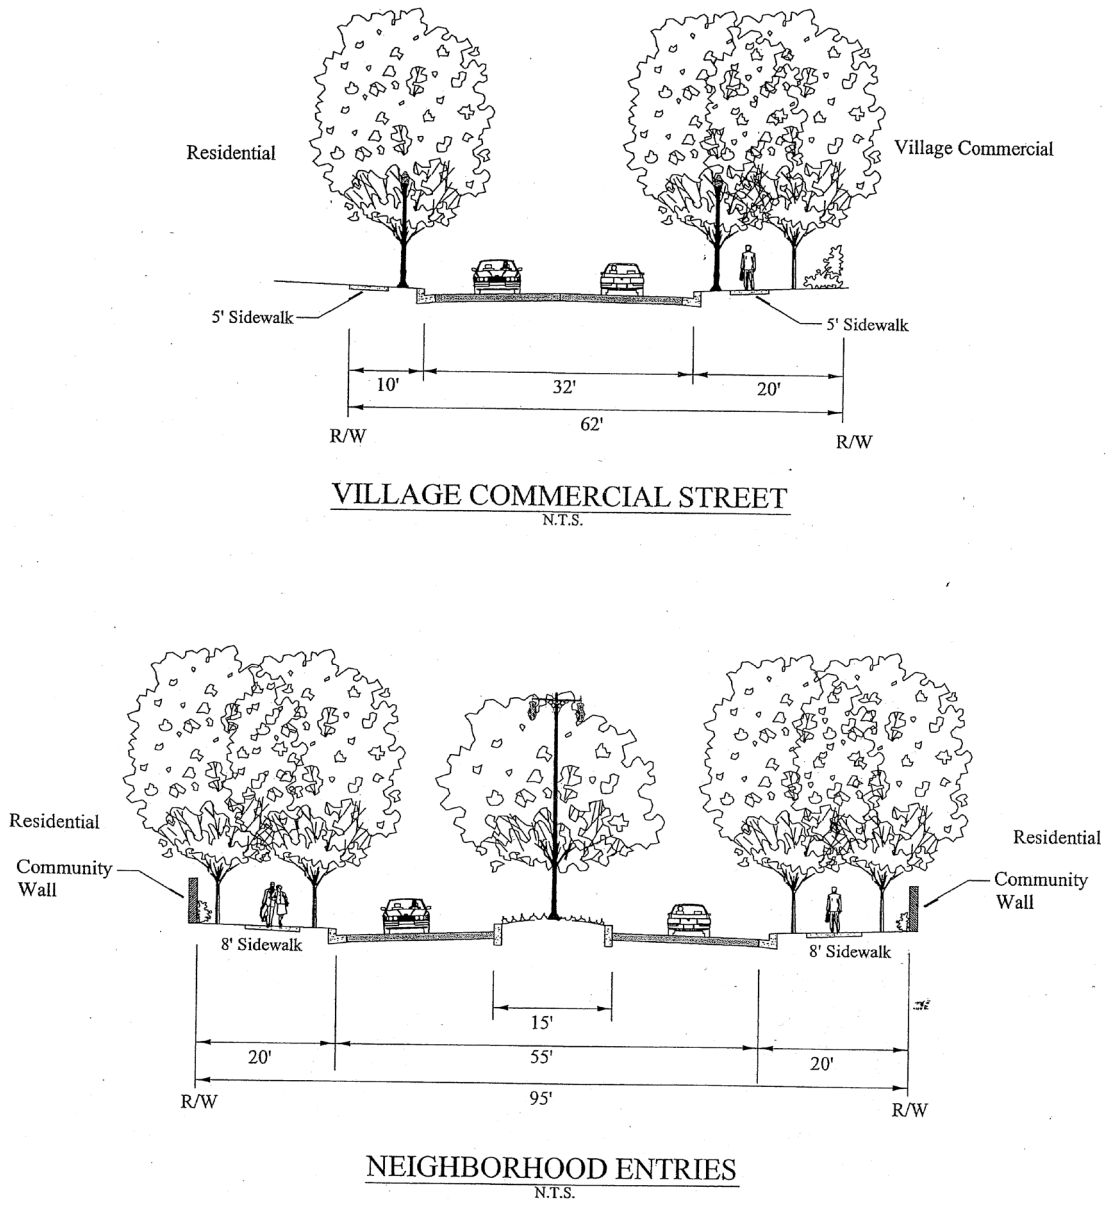 Residential
Village Commercial
5' Sidewalk
5' Sidewalk
10'
32'
20'
62'
R/W
R/W
VILLAGE COMMERCIAL STREET
N.T.S.
Residential
Residential
Community
Wall
Community
Wall
8' Sidewalk
8' Sidewalk
15'
20'
55'
20'
95'
R/W
R/W
NEIGHBORHOOD ENTRIES
N.T.S.